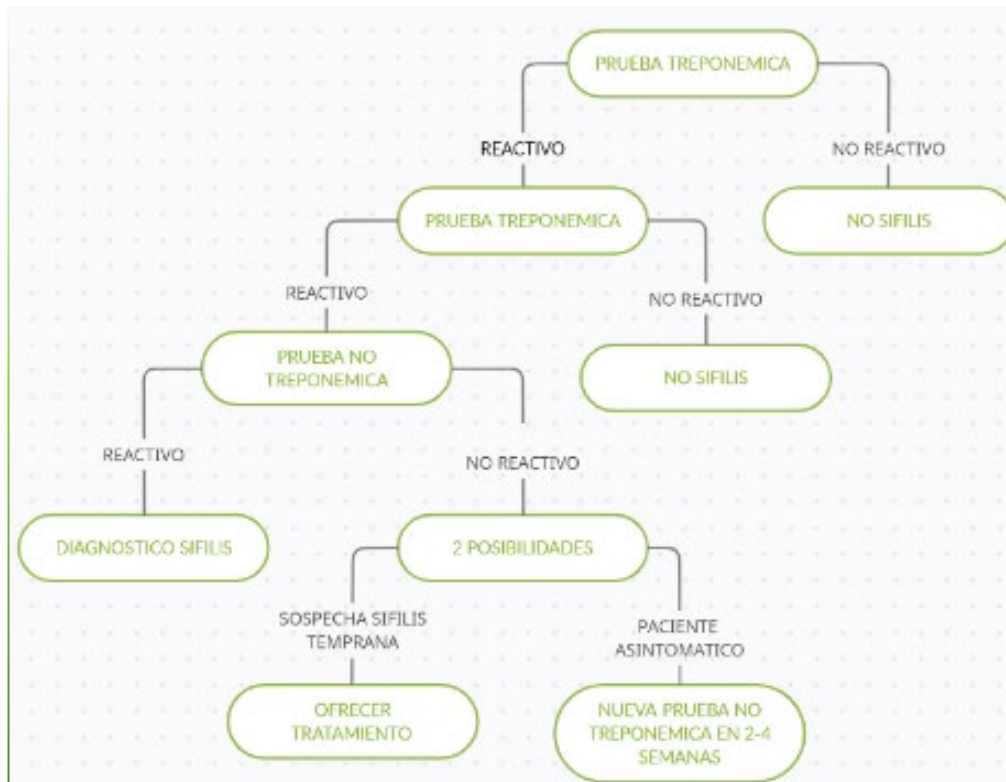 PRUEBA TREPONEMICA
REACTIVO
NO REACTIVO
PRUEBA TREPONEMICA
NO SIFILIS
REACTIVO
NO REACTIVO
PRUEBA NO
TREPONEMICA
NO SIFILIS
REACTIVO
NO REACTIVO
DIAGNOSTICO SIFILIS
2 POSIBILIDADES
SOSPECHA SIFILIS
TEMPRANA
PACIENTE
ASINTOMATICO
OFRECER
TRATAMIENTO
NUEVA PRUEBA NO
TREPONEMICA EN 2-4
SEMANAS